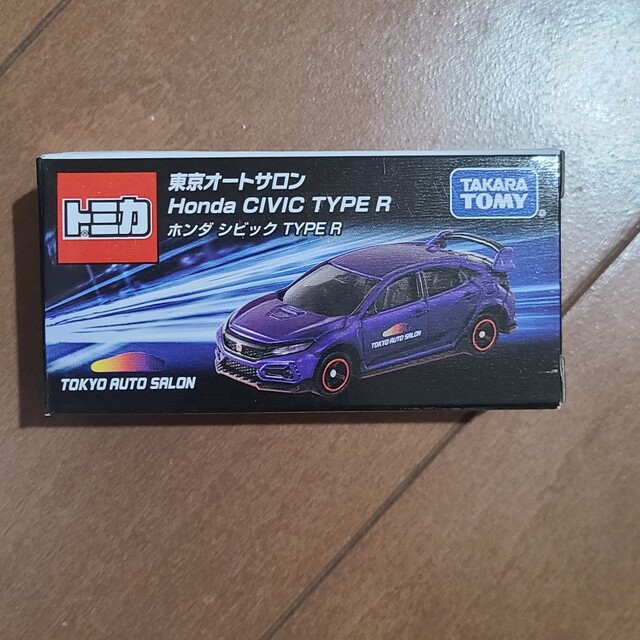 トミカ
東京オートサロン
Honda CIVIC TYPE R
ホンダ シビック TYPE R
TAKARA
TOMY
TOKYO AUTO SALON
TOKYO AUTO SALON